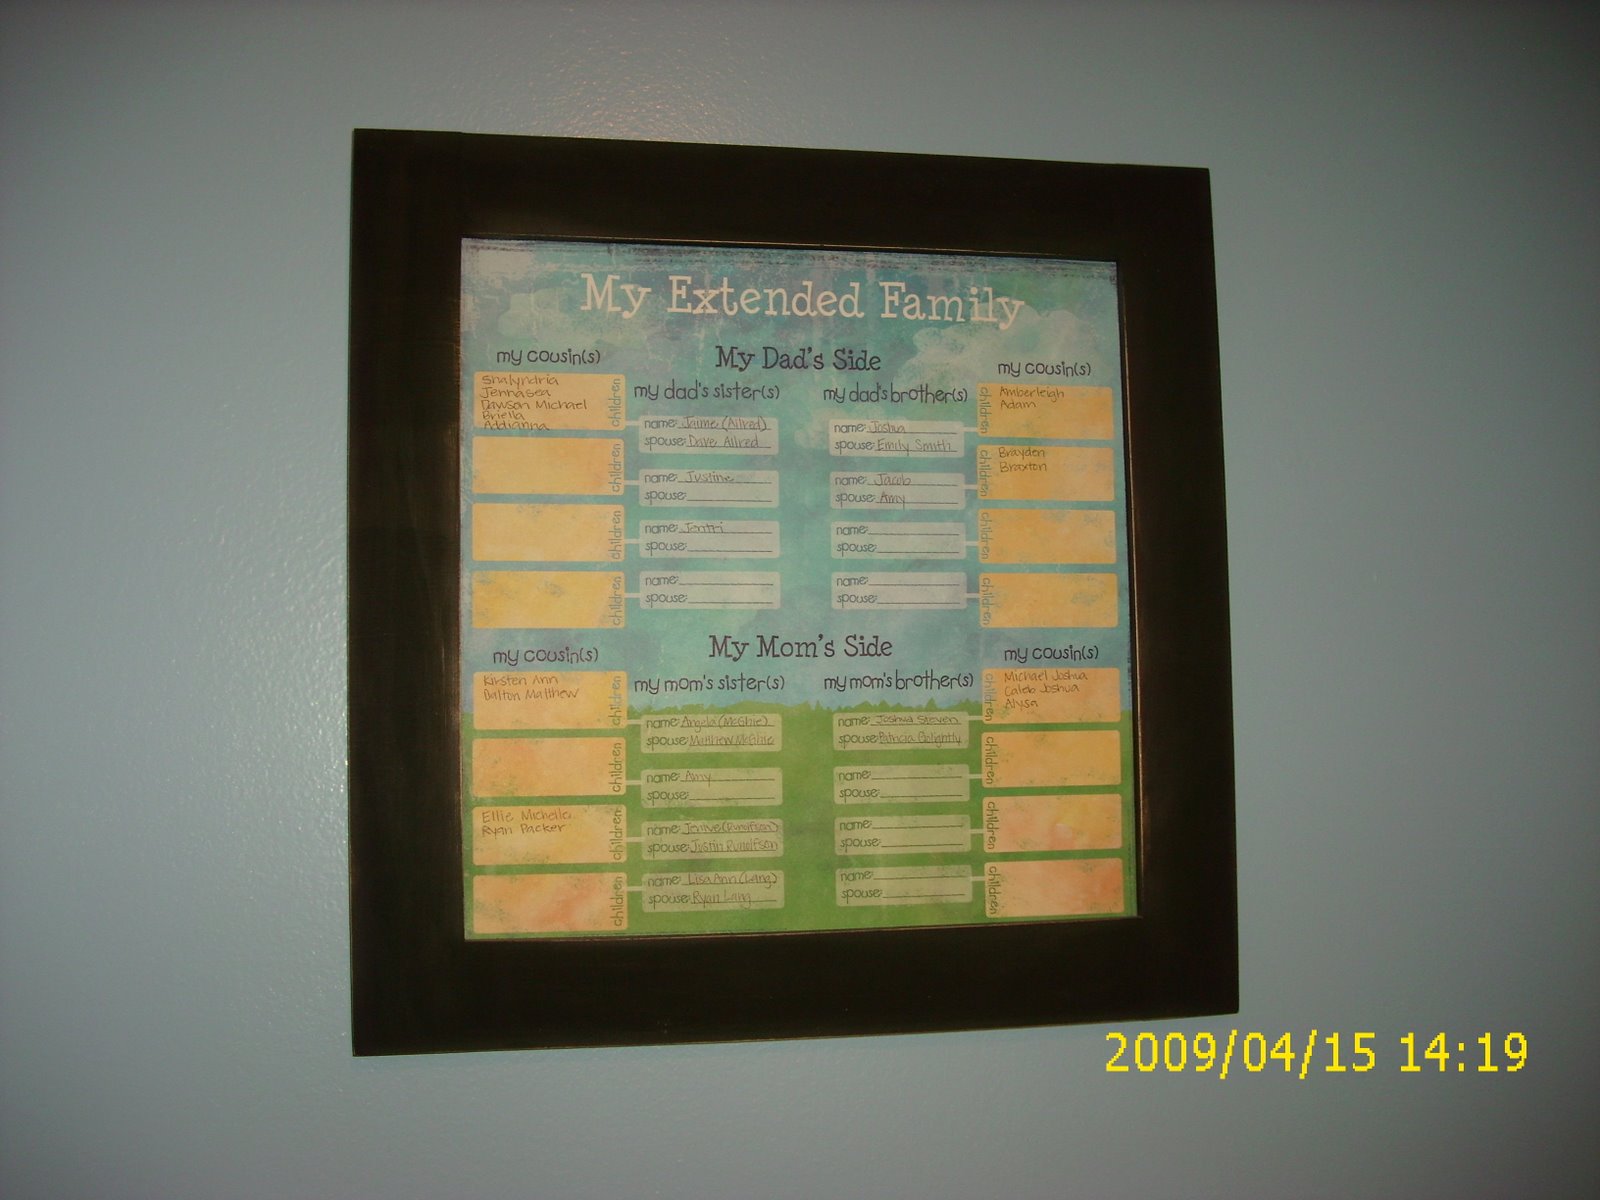 My Extended Family
My Dad's Side
my cousin(s)
Shalyndria
Jennasea
Dawson Michael
Briella
Addianna
children
children
children
children
my dad's sister(s)
name: Jaime (Allred)
spouse: Dave Allred
name: Justine
spouse:
name: Jentri
spouse:
name:
spouse:
my dad's brother(s)
name: Joshua
spouse: Emily Smith
name: Jacob
spouse: Amy
name:
spouse:
name:
spouse:
my cousin(s)
Amberleigh
Adam
children
Brayden
Braxton
children
children
children
My Mom's Side
my cousin(s)
Kirsten Ann
Dalton Matthew
children
children
Ellie Michelle
Ryan Packer
children
children
my mom's sister(s)
name: Angela (McGhie)
spouse: Matthew McGhie
name: Amy
spouse:
name: (Runolfson)
spouse: Justin Runolfson
name: Lisa Ann (Lang)
spouse: Ryan Lang
my mom's brother(s)
name: Joshua Steven
spouse: Patricia Golightly
name:
spouse:
name:
spouse:
name:
spouse:
my cousin(s)
Michael Joshua
Caleb Joshua
Alysa
children
children
children
children
2009/04/15 14:19